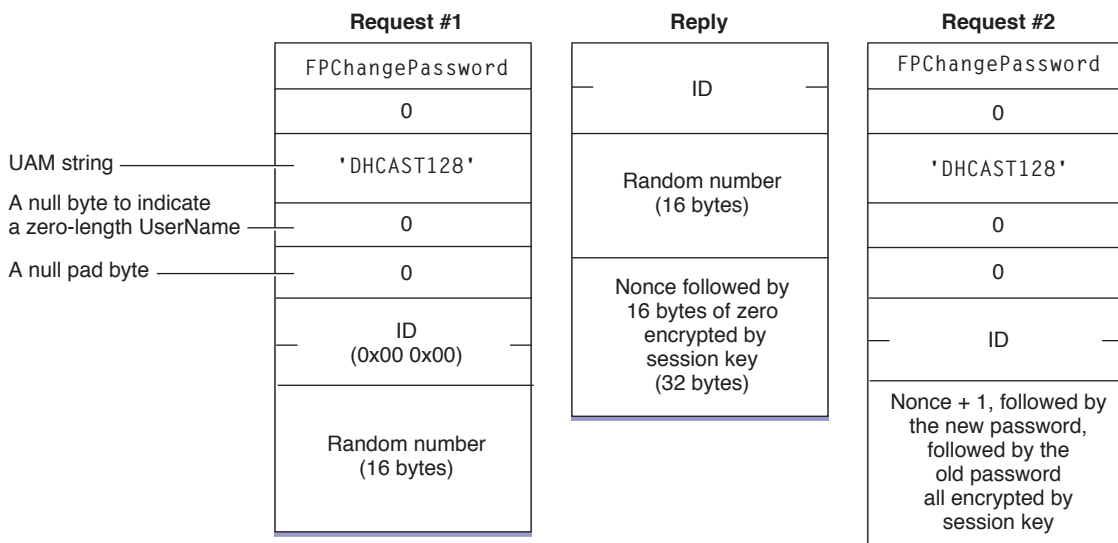 Request #1
Reply
Request #2
FPChangePassword
0
UAM string
'DHCAST128'
A null byte to indicate
a zero-length UserName
0
A null pad byte
0
ID
(0x00 0x00)
Random number
(16 bytes)
ID
Random number
(16 bytes)
Nonce followed by
16 bytes of zero
encrypted by
session key
(32 bytes)
FPChangePassword
0
'DHCAST128'
0
0
ID
Nonce + 1, followed by
the new password,
followed by the
old password
all encrypted by
session key